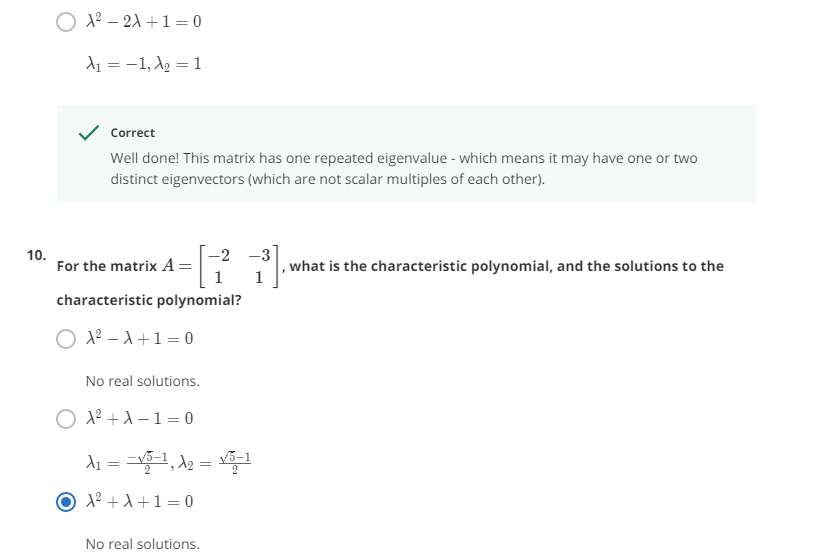 λ² − 2λ + 1 = 0
λ₁ = −1, λ₂ = 1
Correct
Well done! This matrix has one repeated eigenvalue - which means it may have one or two
distinct eigenvectors (which are not scalar multiples of each other).
10.
For the matrix A = [−2 −3; 1 1], what is the characteristic polynomial, and the solutions to the
characteristic polynomial?
λ² − λ + 1 = 0
No real solutions.
λ² + λ − 1 = 0
λ₁ = (−√5−1)/2, λ₂ = (√5−1)/2
λ² + λ + 1 = 0
No real solutions.